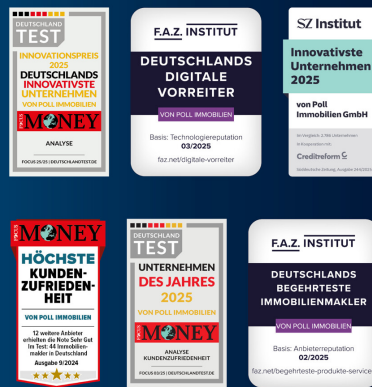 DEUTSCHLAND
TEST
INNOVATIONSPREIS
2025
DEUTSCHLANDS
INNOVATIVSTE
UNTERNEHMEN
VON POLL IMMOBILIEN
FOCUS MONEY
ANALYSE
FOCUS 25/25 | DEUTSCHLANDTEST.DE
F.A.Z. INSTITUT
DEUTSCHLANDS
DIGITALE
VORREITER
VON POLL IMMOBILIEN
Basis: Technologiereputation
03/2025
faz.net/digitale-vorreiter
SZ Institut
Innovativste
Unternehmen
2025
von Poll
Immobilien GmbH
in Kooperation mit
Creditreform
FOCUS MONEY
HÖCHSTE
KUNDEN-
ZUFRIEDEN-
HEIT
VON POLL IMMOBILIEN
12 weitere Anbieter
erhielten die Note Sehr Gut
Im Test: 44 Immobilien-
makler in Deutschland
Ausgabe 9/2024
DEUTSCHLAND
TEST
UNTERNEHMEN
DES JAHRES
2025
VON POLL IMMOBILIEN
FOCUS MONEY
ANALYSE
KUNDENZUFRIEDENHEIT
FOCUS 03/25 | DEUTSCHLANDTEST.DE
F.A.Z. INSTITUT
DEUTSCHLANDS
BEGEHRTESTE
IMMOBILIENMAKLER
VON POLL IMMOBILIEN
Basis: Anbieterreputation
02/2025
faz.net/begehrteste-produkte-service